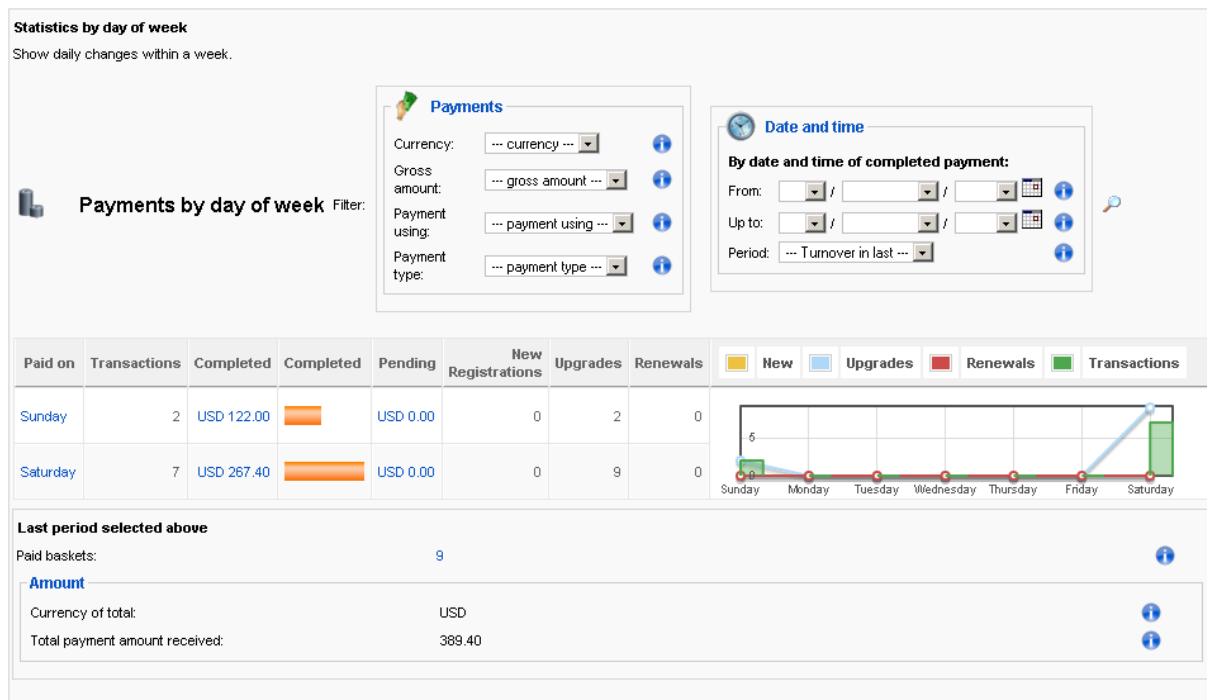 Statistics by day of week
Show daily changes within a week.
Payments by day of week Filter:
Payments
Currency: --- currency ---
Gross
amount: --- gross amount ---
Payment
using: --- payment using ---
Payment
type: --- payment type ---
Date and time
By date and time of completed payment:
From: / /
Up to: / /
Period: --- Turnover in last ---
Paid on Transactions Completed Completed Pending New Registrations Upgrades Renewals
New Upgrades Renewals Transactions
Sunday 2 USD 122.00 USD 0.00 0 2 0
Saturday 7 USD 267.40 USD 0.00 0 9 0
5
0
Sunday Monday Tuesday Wednesday Thursday Friday Saturday
Last period selected above
Paid baskets: 9
Amount
Currency of total: USD
Total payment amount received: 389.40